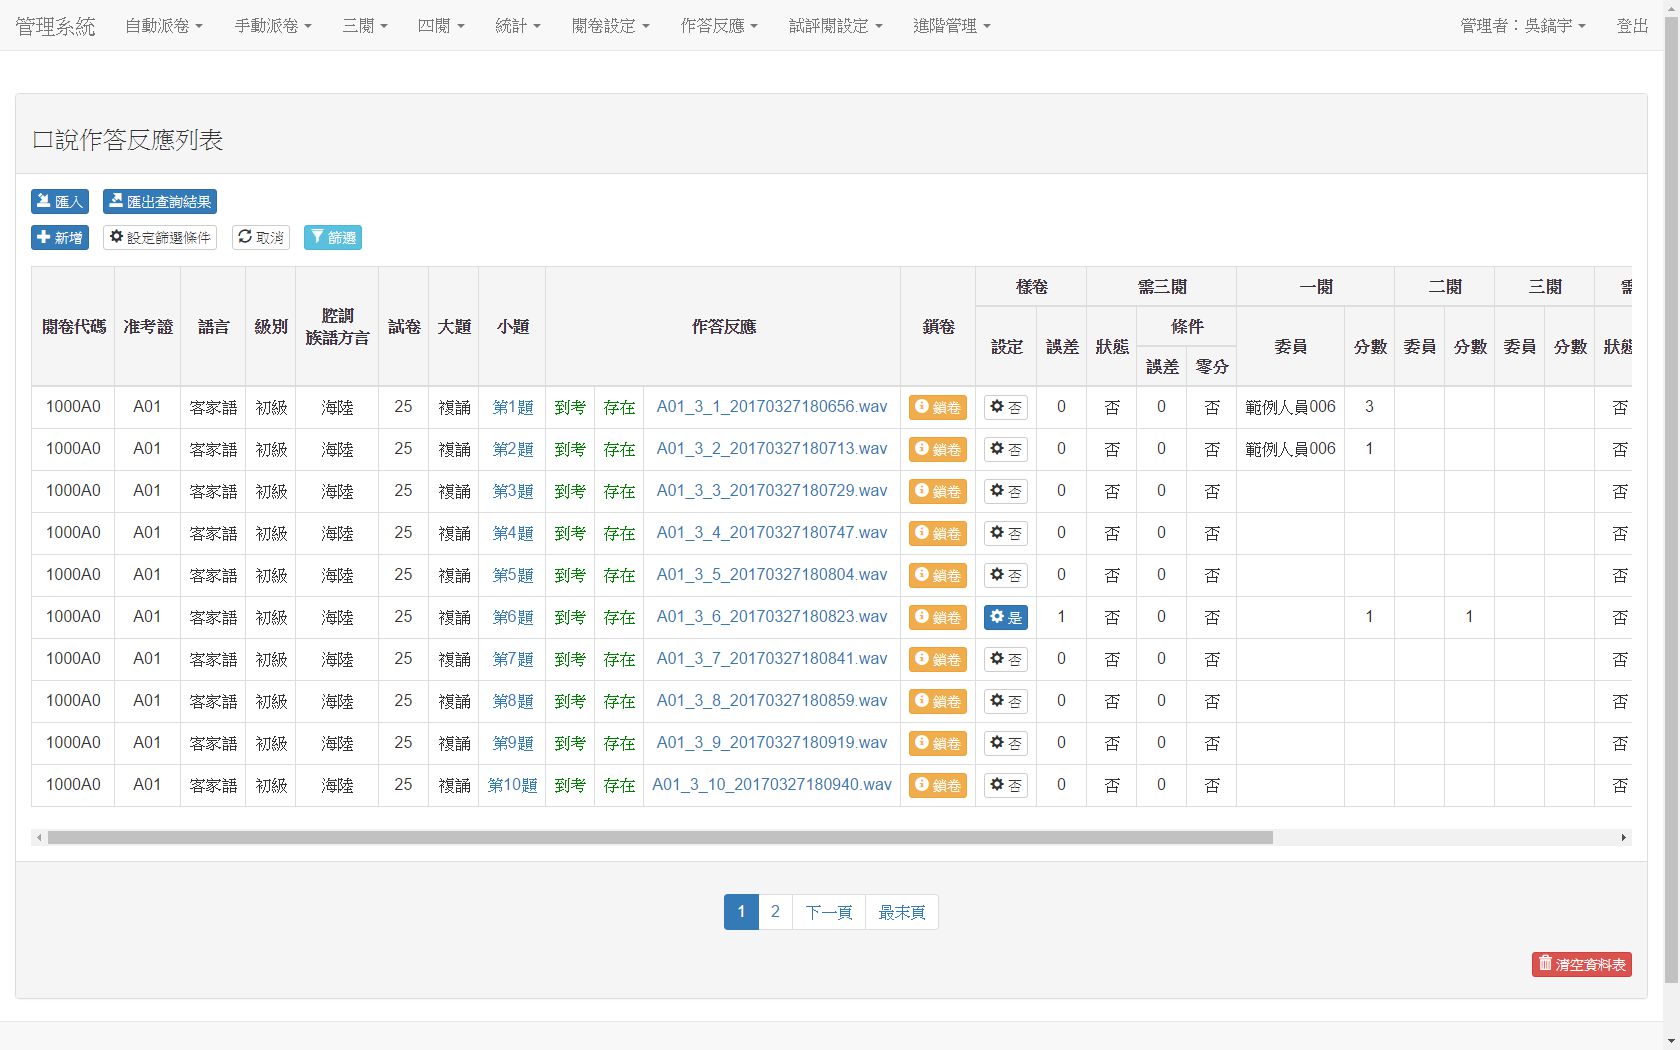 管理系統 自動派卷 手動派卷 三閱 四閱 統計 閱卷設定 作答反應 試評閱設定 進階管理 管理者：吳鎬宇 登出
口說作答反應列表
匯入 匯出查詢結果
新增 設定篩選條件 取消 篩選
閱卷代碼 准考證 語言 級別 腔調 族語方言 試卷 大題 小題 作答反應 鎖卷 樣卷 需三閱 一閱 二閱 三閱 需
設定 誤差 狀態 條件 委員 分數 委員 分數 委員 分數 狀態
誤差 零分
1000A0 A01 客家語 初級 海陸 25 複誦 第1題 到考 存在 A01_3_1_20170327180656.wav 鎖卷 否 0 否 0 否 範例人員006 3 否
1000A0 A01 客家語 初級 海陸 25 複誦 第2題 到考 存在 A01_3_2_20170327180713.wav 鎖卷 否 0 否 0 否 範例人員006 1 否
1000A0 A01 客家語 初級 海陸 25 複誦 第3題 到考 存在 A01_3_3_20170327180729.wav 鎖卷 否 0 否 0 否 否
1000A0 A01 客家語 初級 海陸 25 複誦 第4題 到考 存在 A01_3_4_20170327180747.wav 鎖卷 否 0 否 0 否 否
1000A0 A01 客家語 初級 海陸 25 複誦 第5題 到考 存在 A01_3_5_20170327180804.wav 鎖卷 否 0 否 0 否 否
1000A0 A01 客家語 初級 海陸 25 複誦 第6題 到考 存在 A01_3_6_20170327180823.wav 鎖卷 是 1 否 0 否 1 1 否
1000A0 A01 客家語 初級 海陸 25 複誦 第7題 到考 存在 A01_3_7_20170327180841.wav 鎖卷 否 0 否 0 否 否
1000A0 A01 客家語 初級 海陸 25 複誦 第8題 到考 存在 A01_3_8_20170327180859.wav 鎖卷 否 0 否 0 否 否
1000A0 A01 客家語 初級 海陸 25 複誦 第9題 到考 存在 A01_3_9_20170327180919.wav 鎖卷 否 0 否 0 否 否
1000A0 A01 客家語 初級 海陸 25 複誦 第10題 到考 存在 A01_3_10_20170327180940.wav 鎖卷 否 0 否 0 否 否
1 2 下一頁 最末頁
清空資料表